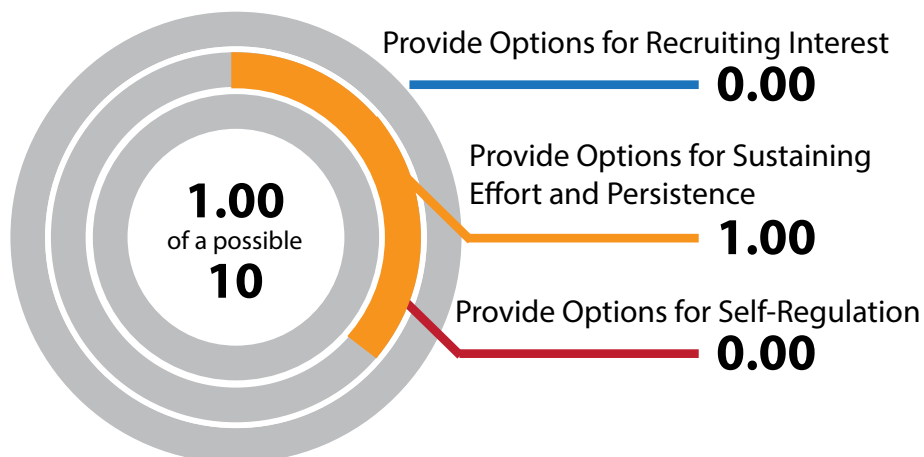 Provide Options for Recruiting Interest
0.00
Provide Options for Sustaining
Effort and Persistence
1.00
1.00
of a possible
10
Provide Options for Self-Regulation
0.00